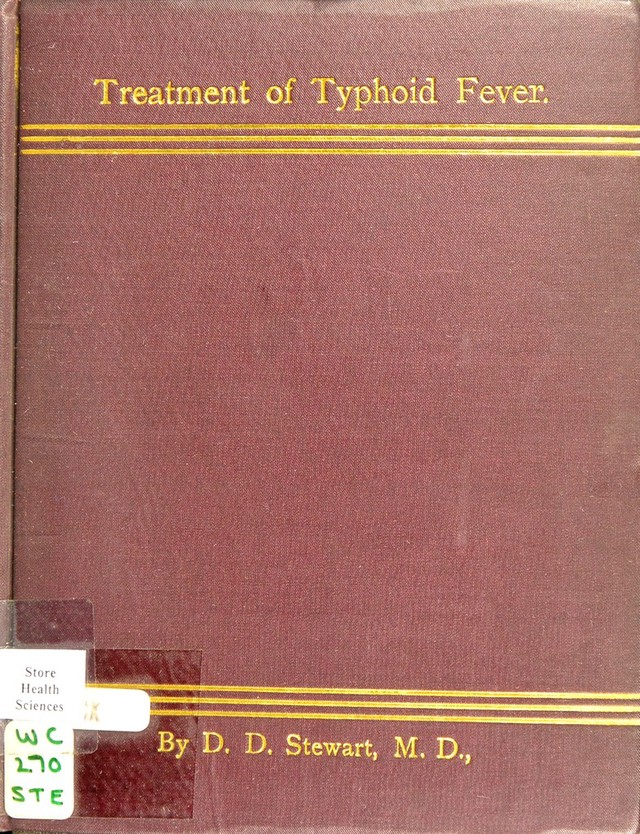 Treatment of Typhoid Fever.
Store
Health
Sciences
By D. D. Stewart, M. D.,
WC
270
STE